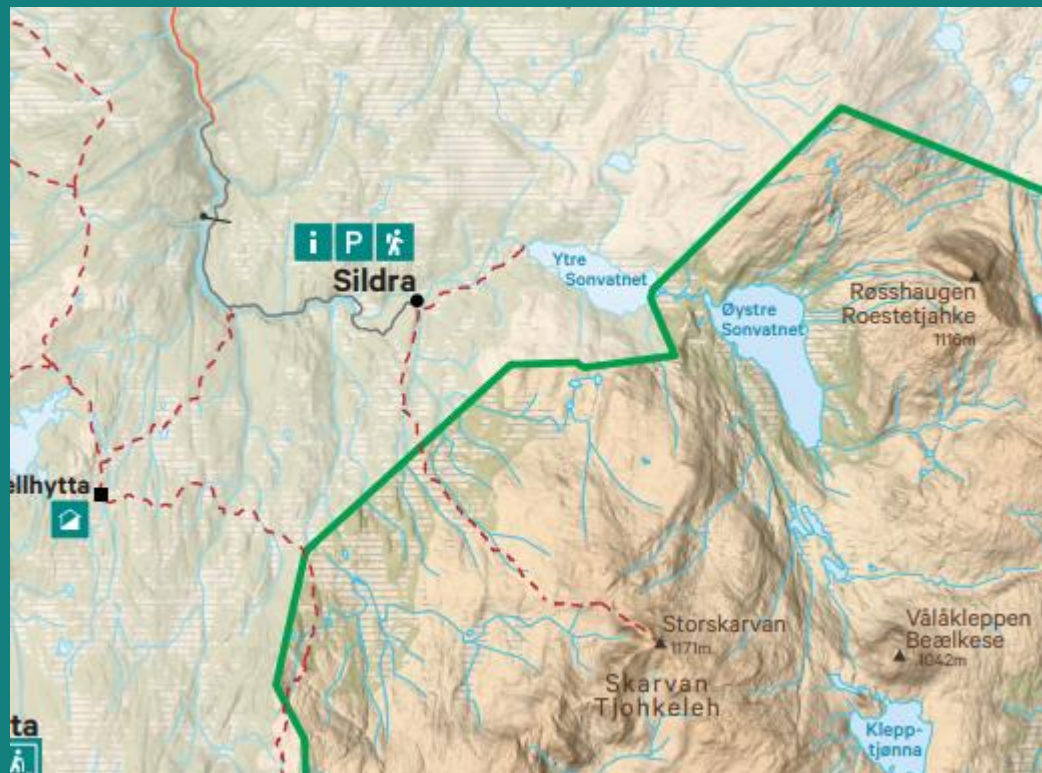 i P
Sildra
Ytre
Sonvatnet
Øystre
Sonvatnet
Røsshaugen
Roestetjahke
1116m
ellhytta
Storskarvan
1171m
Skarvan
Tjohkeleh
Vålåkleppen
Beælkese
1042m
Klepp-
tjønna
ta